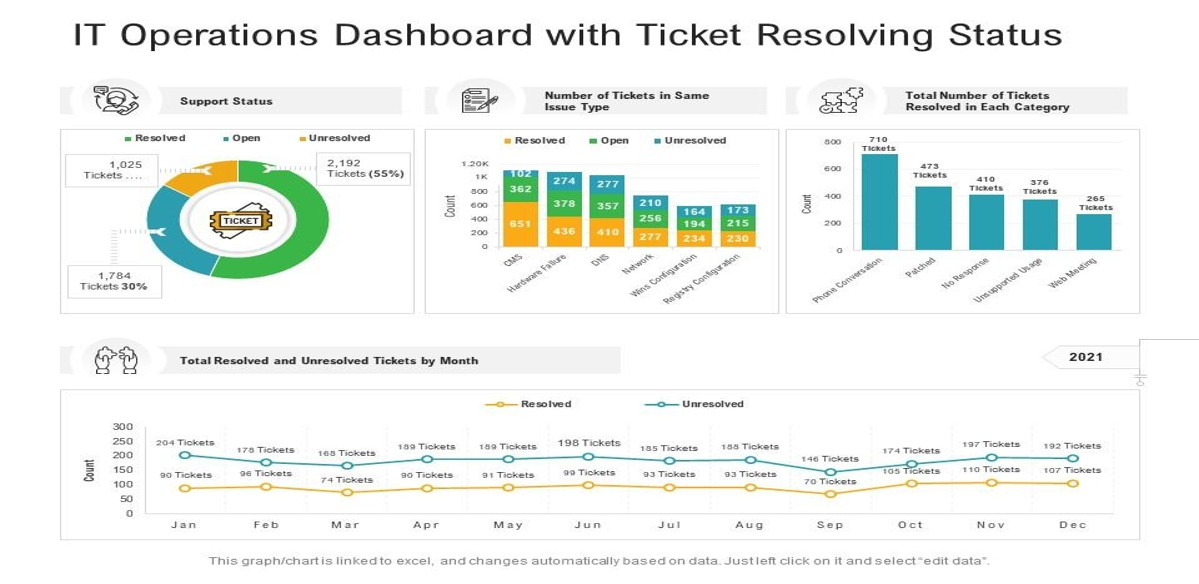 IT Operations Dashboard with Ticket Resolving Status
Support Status
Resolved
Open
Unresolved
1,025
Tickets ....
2,192
Tickets (55%)
TICKET
1,784
Tickets 30%
Number of Tickets in Same
Issue Type
Resolved
Open
Unresolved
Count
1.20K
1K
800
600
400
200
0
102
362
651
274
378
436
277
357
410
210
256
277
164
194
234
173
215
230
CMS
Hardware Failure
DNS
Network
Wins Configuration
Registry Configuration
Total Number of Tickets
Resolved in Each Category
Count
800
600
400
200
0
710
Tickets
473
Tickets
410
Tickets
376
Tickets
265
Tickets
Phone Conversation
Patched
No Response
Unsupported Usage
Web Meeting
Total Resolved and Unresolved Tickets by Month
2021
Resolved
Unresolved
Count
300
250
200
150
100
50
0
204 Tickets
178 Tickets
168 Tickets
189 Tickets
189 Tickets
198 Tickets
185 Tickets
188 Tickets
146 Tickets
174 Tickets
197 Tickets
192 Tickets
90 Tickets
96 Tickets
74 Tickets
90 Tickets
91 Tickets
99 Tickets
93 Tickets
93 Tickets
70 Tickets
105 Tickets
110 Tickets
107 Tickets
Jan
Feb
Mar
Apr
May
Jun
Jul
Aug
Sep
Oct
Nov
Dec
This graph/chart is linked to excel, and changes automatically based on data. Just left click on it and select “edit data”.